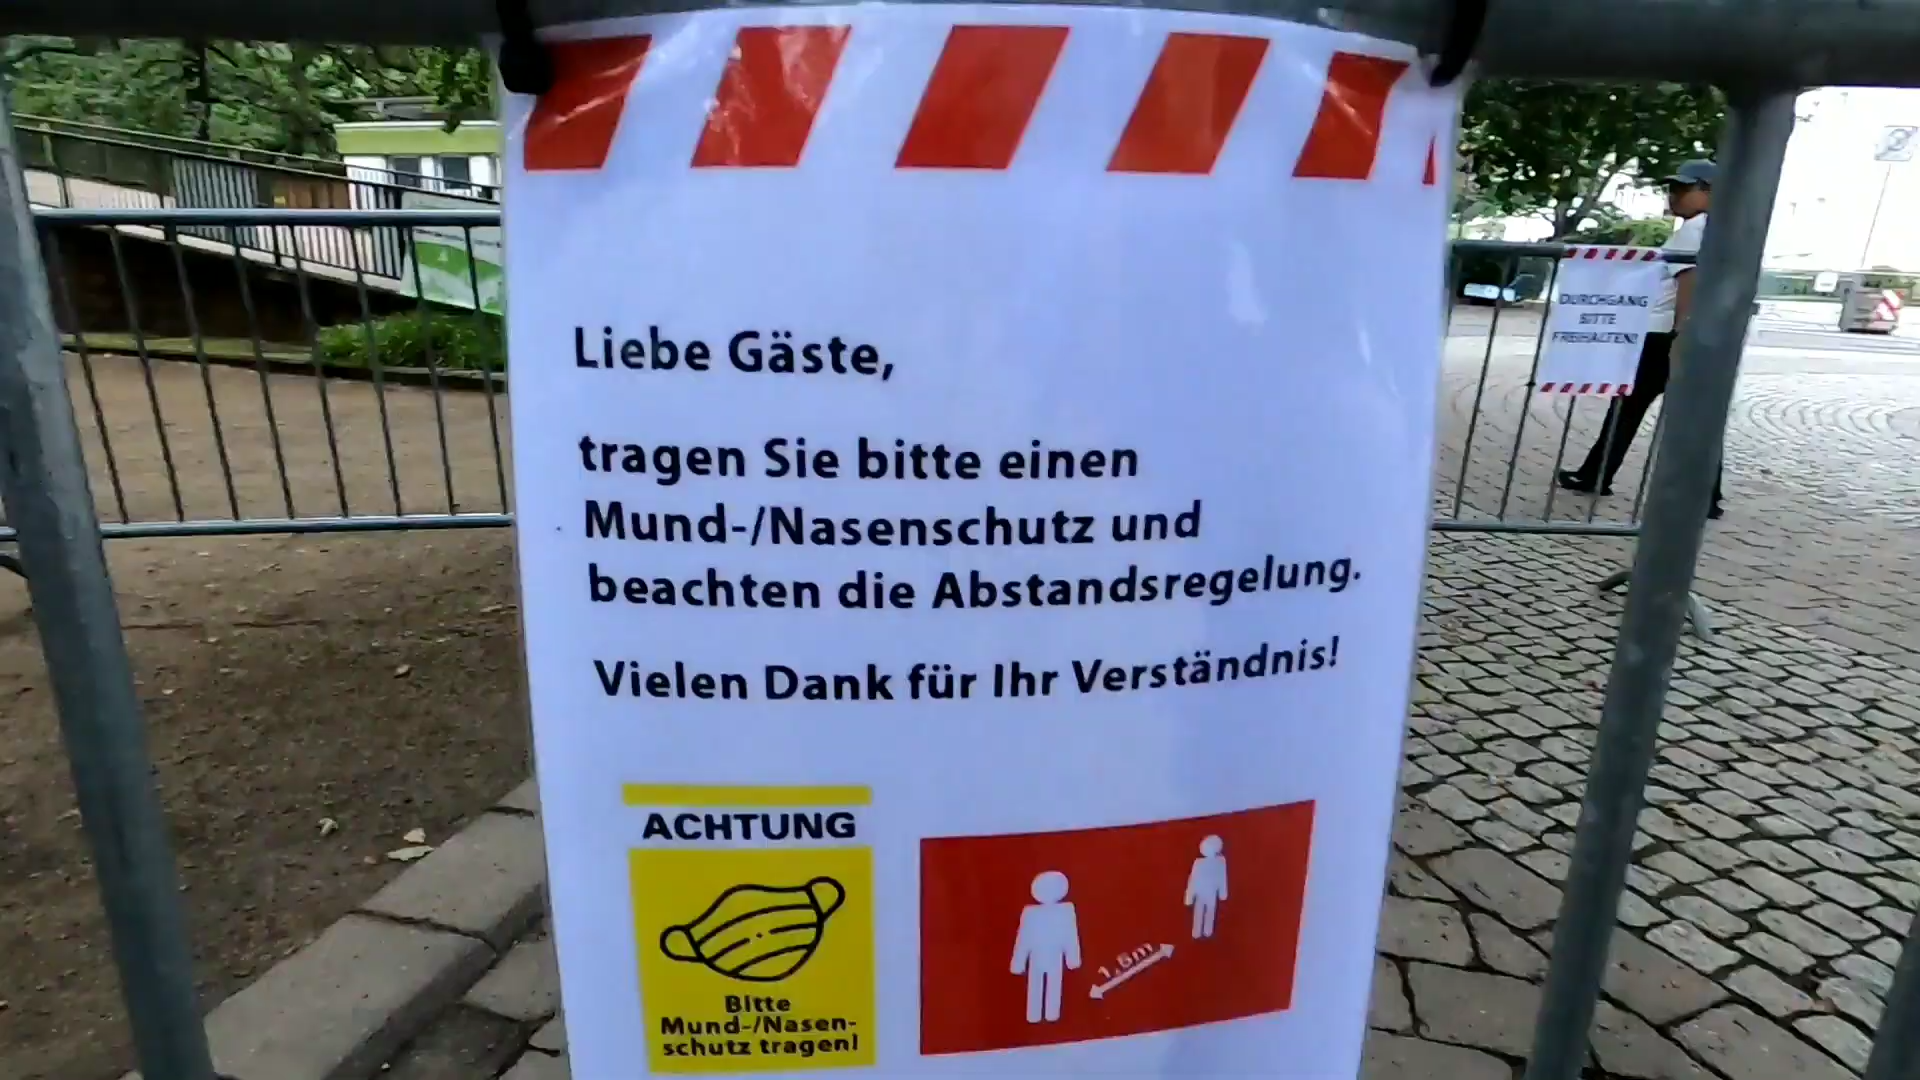 Liebe Gäste,
tragen Sie bitte einen
Mund-/Nasenschutz und
beachten die Abstandsregelung.
Vielen Dank für Ihr Verständnis!
ACHTUNG
Bitte
Mund-/Nasen-
schutz tragen!
1,5m
DURCHGANG
BITTE
FREIHALTEN!